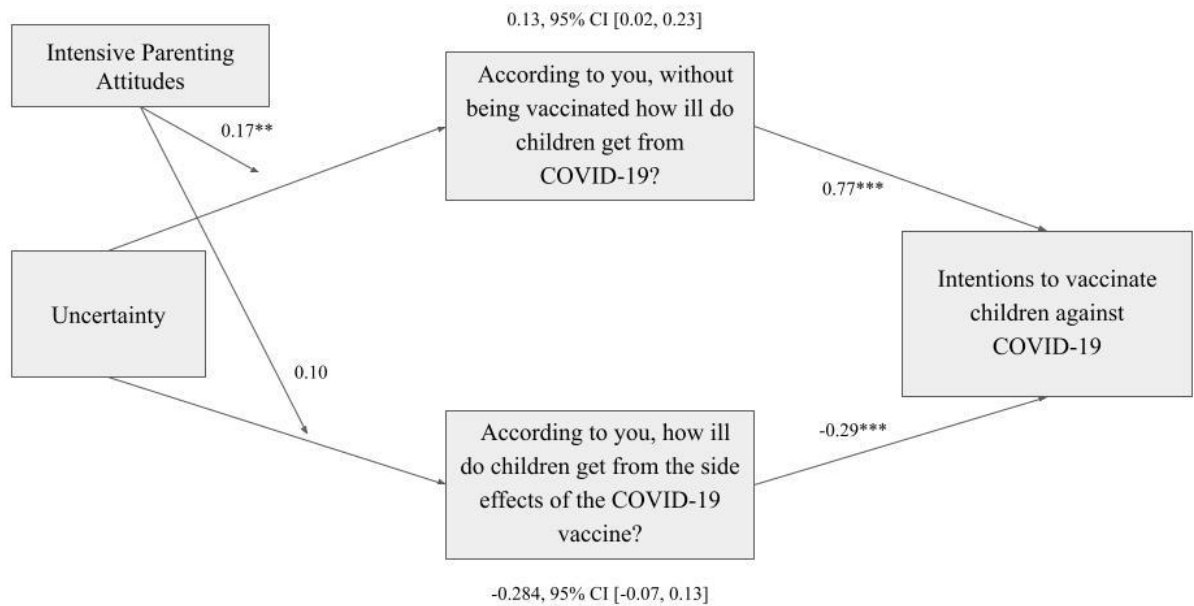 0.13, 95% CI [0.02, 0.23]
Intensive Parenting
Attitudes
0.17**
According to you, without
being vaccinated how ill do
children get from
COVID-19?
0.77***
Uncertainty
Intentions to vaccinate
children against
COVID-19
0.10
According to you, how ill
do children get from the side
effects of the COVID-19
vaccine?
-0.29***
-0.284, 95% CI [-0.07, 0.13]